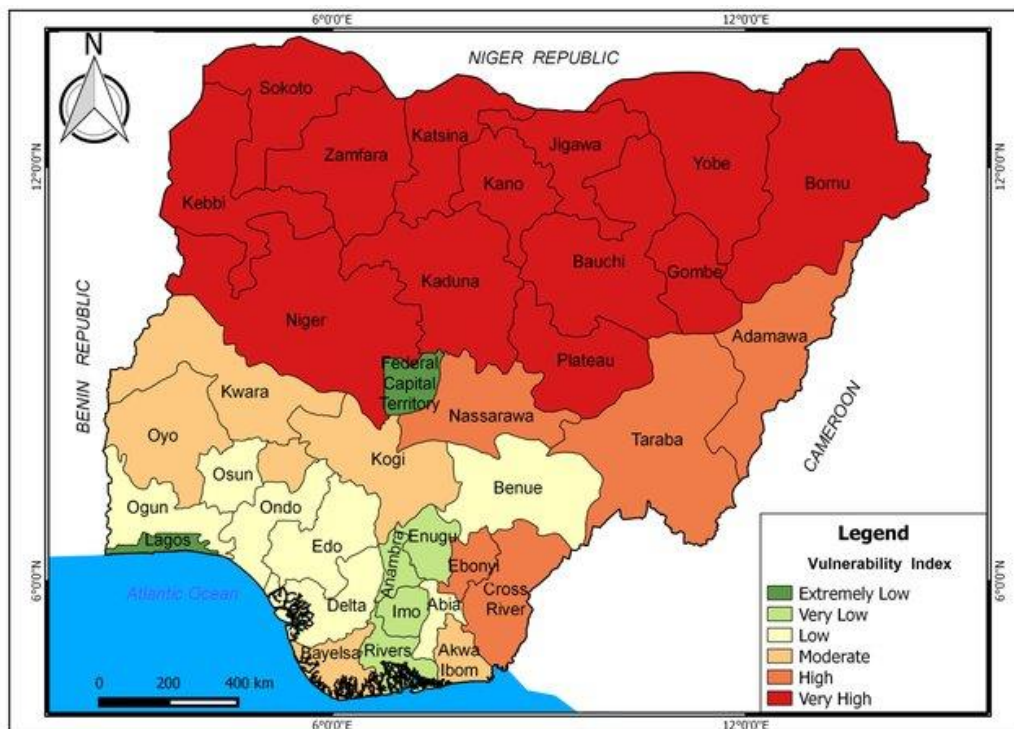 6°0'0"E
12°0'0"E
N
NIGER REPUBLIC
Sokoto
Katsina
Jigawa
Zamfara
Yobe
Kano
Bornu
12°0'0"N
12°0'0"N
Kebbi
Bauchi
Gombe
Kaduna
Niger
BENIN REPUBLIC
Adamawa
Plateau
Federal
Capital
Territory
Kwara
Nassarawa
CAMEROON
Oyo
Taraba
Kogi
Osun
Benue
Ogun
Ondo
Lagos
Edo
Enugu
Anambra
Ebonyi
Cross
River
6°0'0"N
6°0'0"N
Atlantic Ocean
Delta
Imo
Abia
Bayelsa
Rivers
Akwa
Ibom
0 200 400 km
Legend
Vulnerability Index
Extremely Low
Very Low
Low
Moderate
High
Very High
6°0'0"E
12°0'0"E